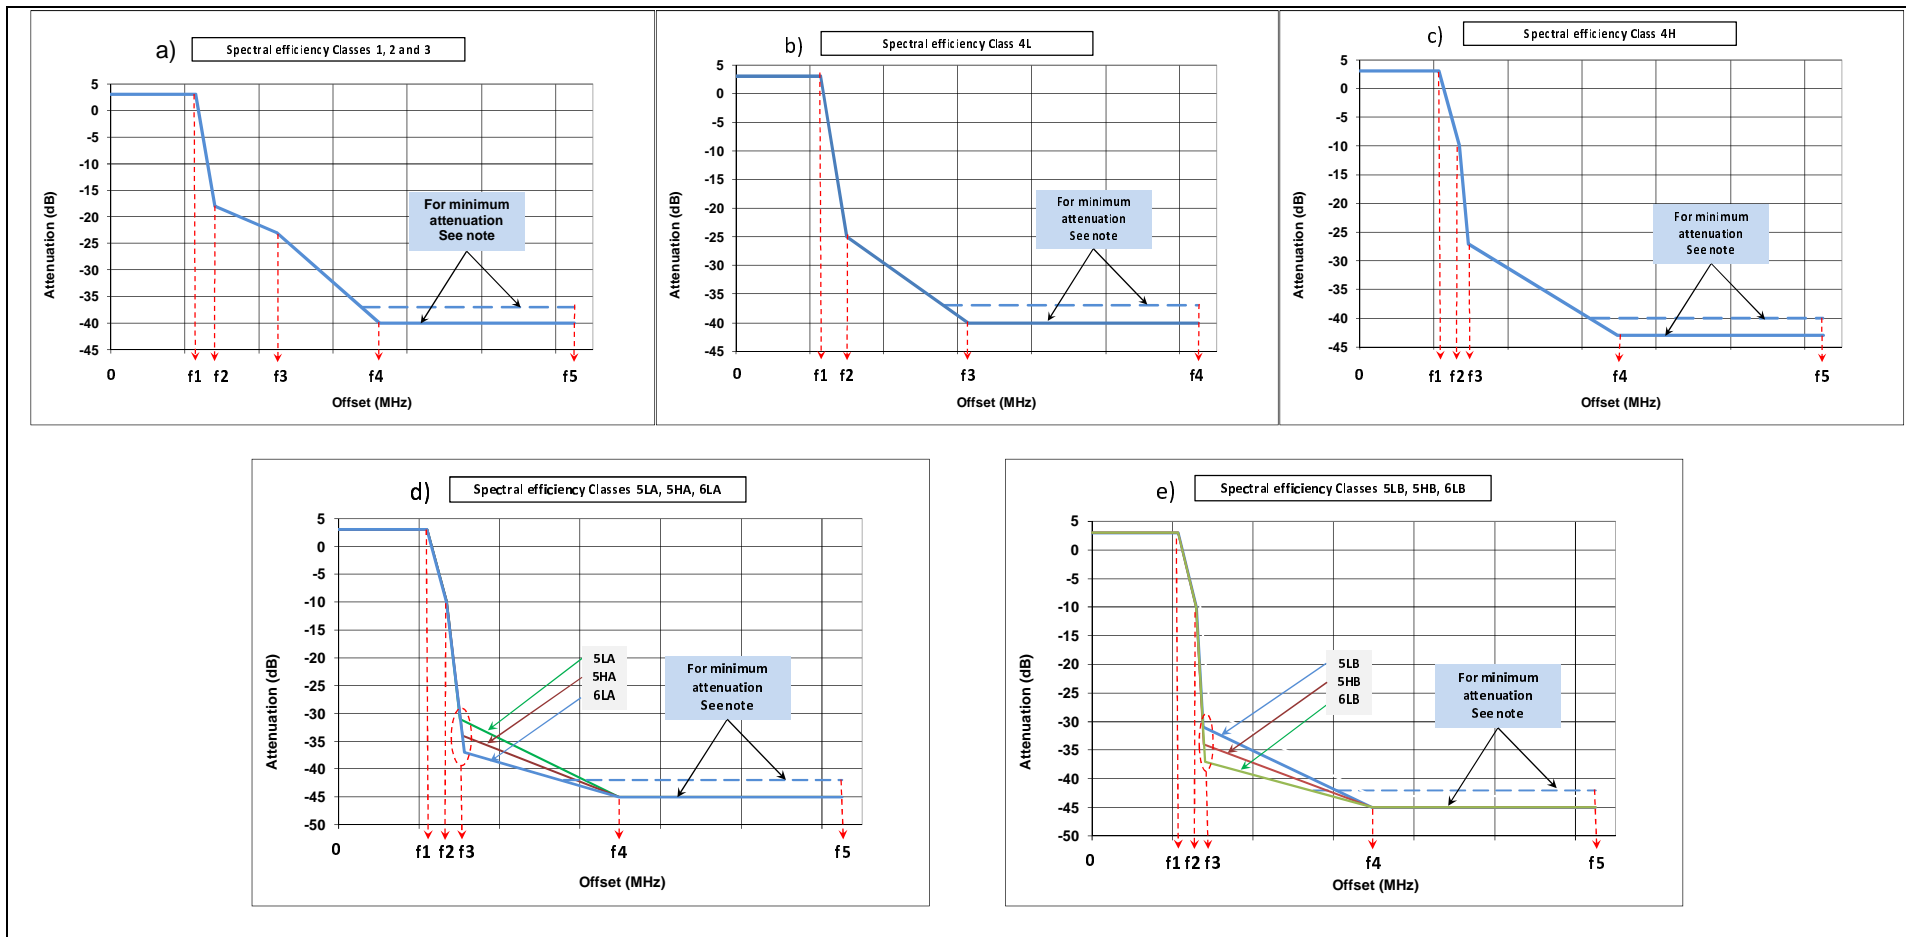 a)
Spectral efficiency Classes 1, 2 and 3
5
0
-5
-10
-15
-20
-25
-30
-35
-40
-45
Attenuation (dB)
For minimum
attenuation
See note
0
f1
f2
f3
f4
f5
Offset (MHz)
b)
Spectral efficiency Class 4L
5
0
-5
-10
-15
-20
-25
-30
-35
-40
-45
Attenuation (dB)
For minimum
attenuation
See note
0
f1
f2
f3
f4
Offset (MHz)
c)
Spectral efficiency Class 4H
5
0
-5
-10
-15
-20
-25
-30
-35
-40
-45
Attenuation (dB)
For minimum
attenuation
See note
0
f1
f2
f3
f4
f5
Offset (MHz)
d)
Spectral efficiency Classes 5LA, 5HA, 6LA
5
0
-5
-10
-15
-20
-25
-30
-35
-40
-45
-50
Attenuation (dB)
5LA
5HA
6LA
For minimum
attenuation
See note
0
f1
f2
f3
f4
f5
Offset (MHz)
e)
Spectral efficiency Classes 5LB, 5HB, 6LB
5
0
-5
-10
-15
-20
-25
-30
-35
-40
-45
-50
Attenuation (dB)
5LB
5HB
6LB
For minimum
attenuation
See note
0
f1
f2
f3
f4
f5
Offset (MHz)